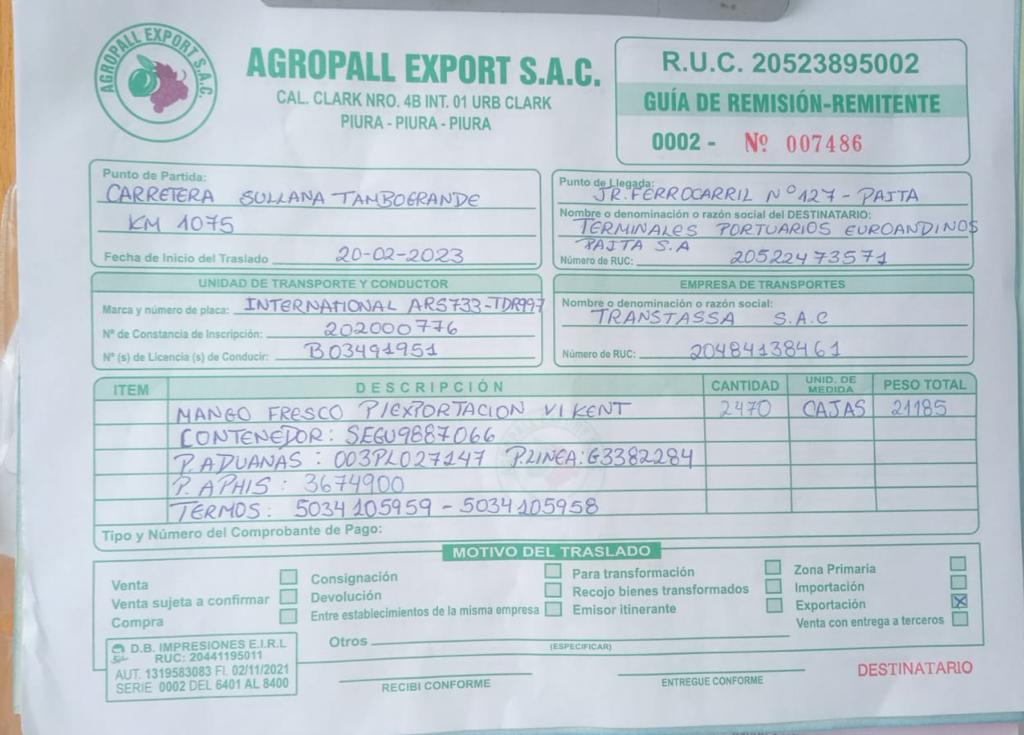 AGROPALL EXPORT S.A.C.
AGROPALL EXPORT S.A.C.
CAL. CLARK NRO. 4B INT. 01 URB CLARK
PIURA - PIURA - PIURA
R.U.C. 20523895002
GUÍA DE REMISIÓN-REMITENTE
0002 - Nº 007486
Punto de Partida:
CARRETERA SULLANA TAMBOGRANDE
KM 1075
Fecha de Inicio del Traslado 20-02-2023
Punto de Llegada: JR. FERROCARRIL Nº 127 - PAITA
Nombre o denominación o razón social del DESTINATARIO:
TERMINALES PORTUARIOS EUROANDINOS
PAITA S.A
Número de RUC: 20522473571
UNIDAD DE TRANSPORTE Y CONDUCTOR
Marca y número de placa: INTERNATIONAL ARS733-TDR997
Nº de Constancia de Inscripción: 202000776
Nº (s) de Licencia (s) de Conducir: B03491951
EMPRESA DE TRANSPORTES
Nombre o denominación o razón social:
TRANSTASSA S.A.C
Número de RUC: 20484138461
ITEM DESCRIPCIÓN CANTIDAD UNID. DE MEDIDA PESO TOTAL
MANGO FRESCO P/EXPORTACION VI KENT 2470 CAJAS 21185
CONTENEDOR: SEGU9887066
P. ADUANAS: 003PL027147 P.LINEA: G3382284
P. APHIS: 3674900
TERMOS: 5034105959 - 5034105958
Tipo y Número del Comprobante de Pago:
MOTIVO DEL TRASLADO
Venta
Venta sujeta a confirmar
Compra
Consignación
Devolución
Entre establecimientos de la misma empresa
Para transformación
Recojo bienes transformados
Emisor itinerante
Zona Primaria
Importación
Exportación X
Venta con entrega a terceros
Otros
(ESPECIFICAR)
D.B. IMPRESIONES E.I.R.L
RUC: 20441195011
AUT. 1319583083 FI. 02/11/2021
SERIE 0002 DEL 6401 AL 8400
RECIBI CONFORME
ENTREGUE CONFORME
DESTINATARIO